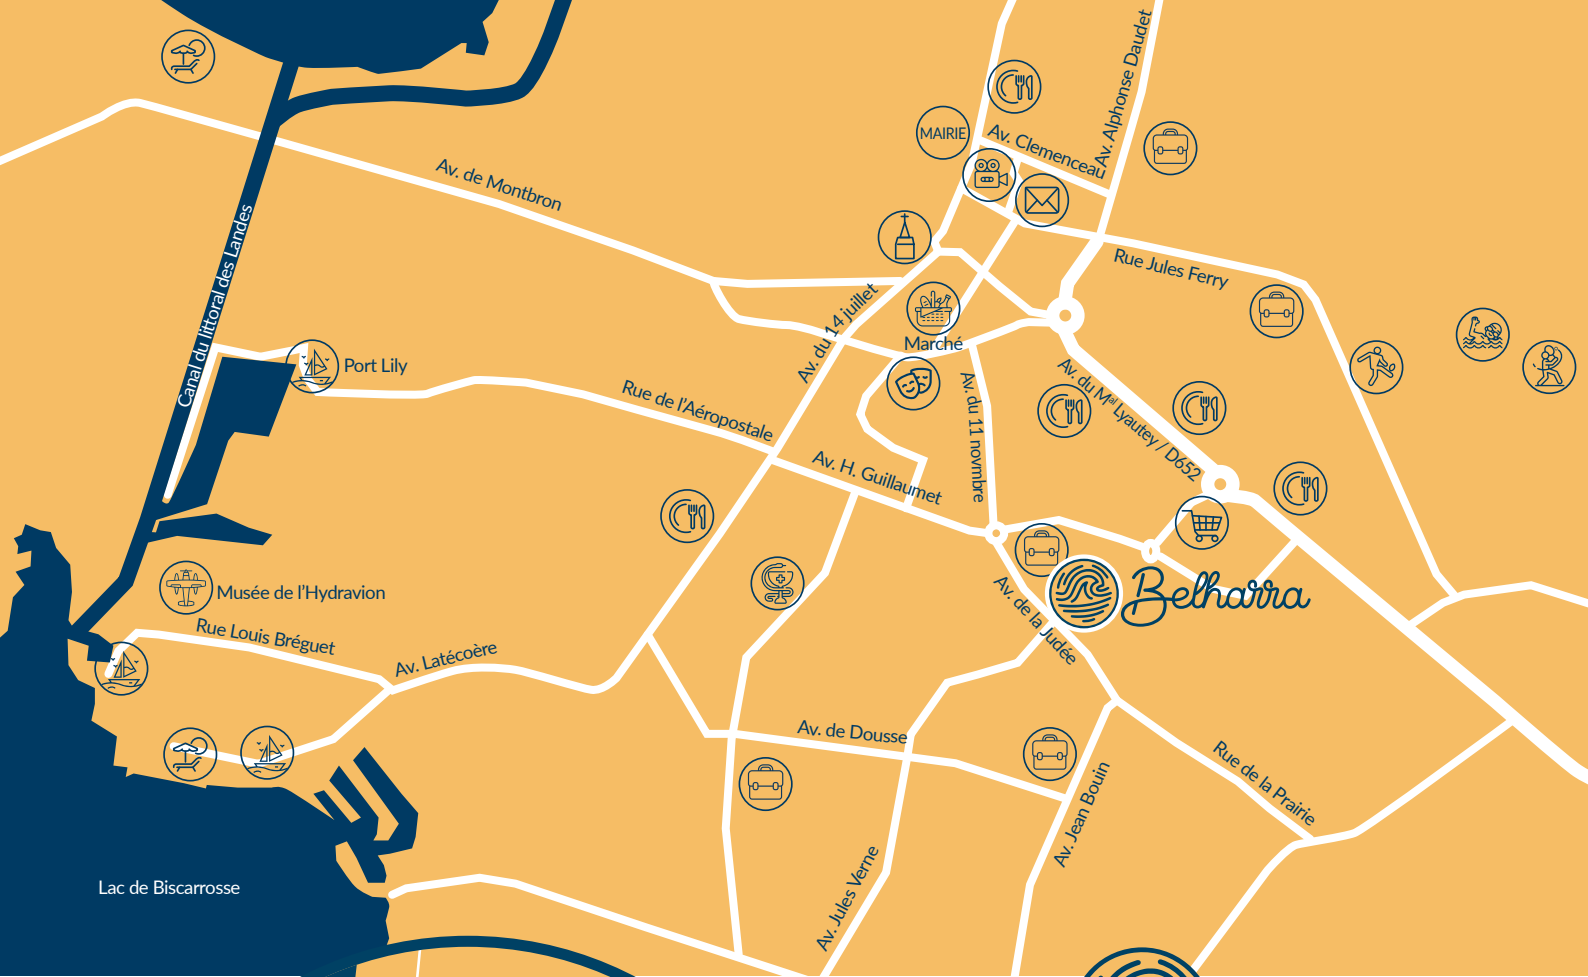 Av. Alphonse Daudet
MAIRIE
Av. Clemenceau
Av. de Montbron
Canal du littoral des Landes
Rue Jules Ferry
Av. du 14 juillet
Marché
Port Lily
Av. du Mal Lyautey / D652
Av. du 11 novmbre
Rue de l'Aéropostale
Av. H. Guillaumet
Belharra
Musée de l'Hydravion
Av. de la Judée
Rue Louis Bréguet
Av. Latécoère
Av. de Dousse
Rue de la Prairie
Av. Jean Bouin
Av. Jules Verne
Lac de Biscarrosse